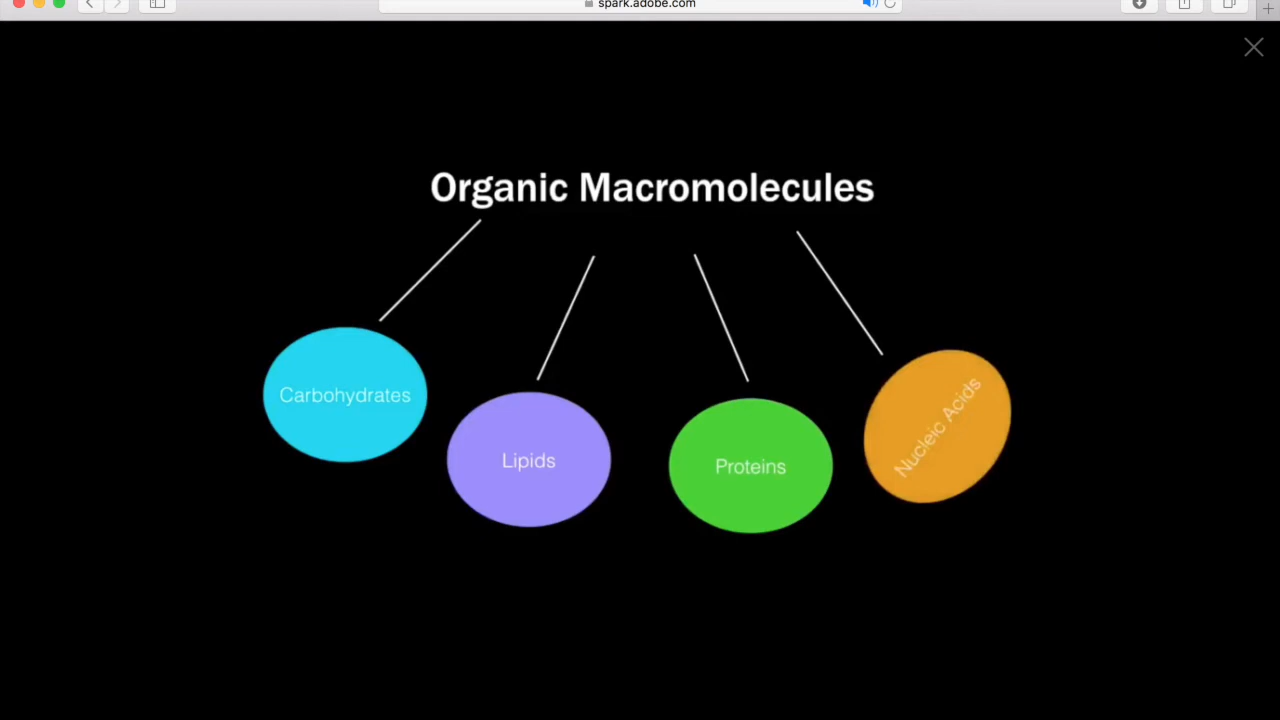 spark.adobe.com
Organic Macromolecules
Carbohydrates
Lipids
Proteins
Nucleic Acids